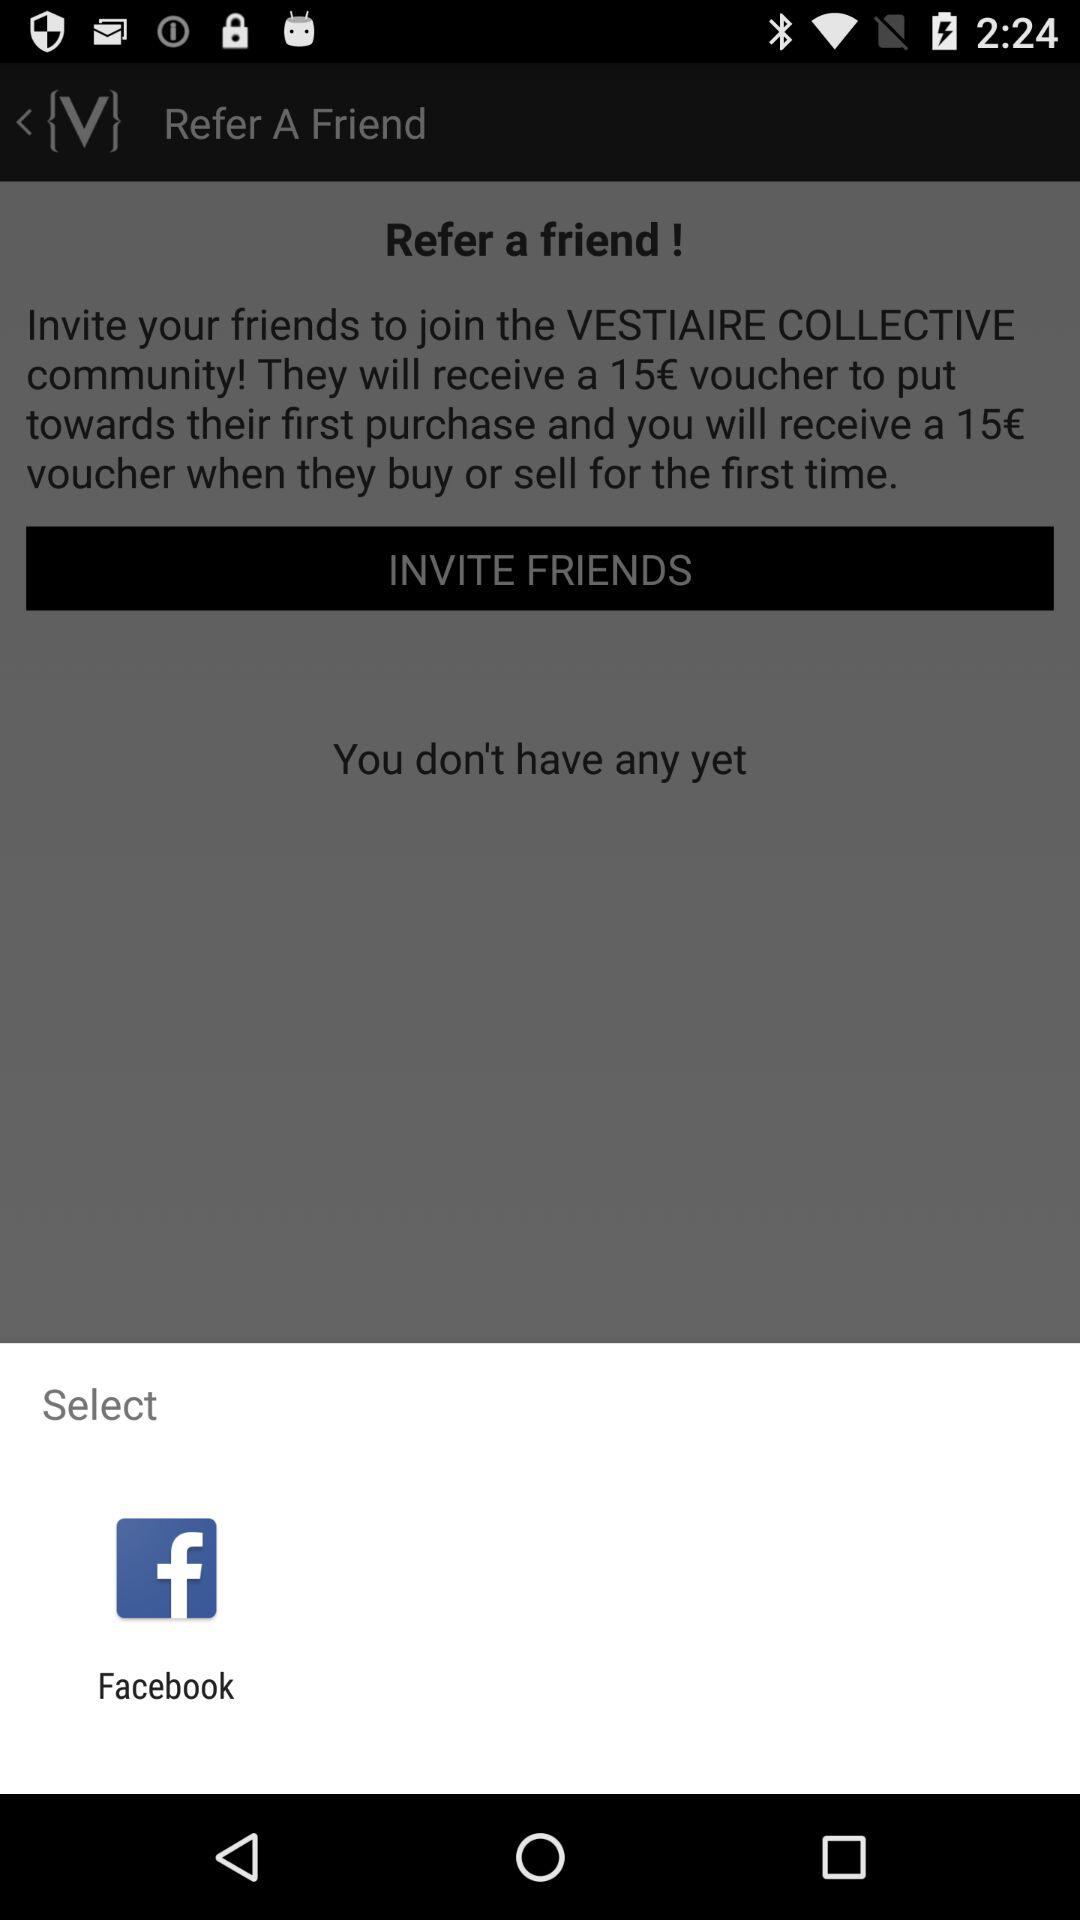 2:24
{V} Refer A Friend
Refer a friend !
Invite your friends to join the VESTIAIRE COLLECTIVE
community! They will receive a 15€ voucher to put
towards their first purchase and you will receive a 15€
voucher when they buy or sell for the first time.
INVITE FRIENDS
You don't have any yet
Select
Facebook